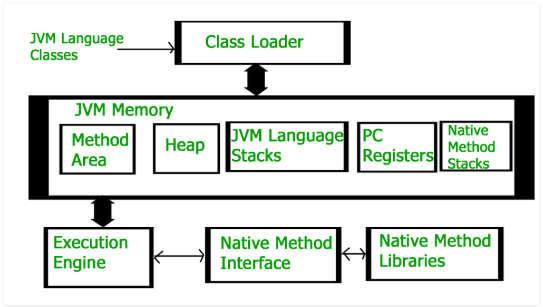 JVM Language
Classes
Class Loader
JVM Memory
Method
Area
Heap
JVM Language
Stacks
PC
Registers
Native
Method
Stacks
Execution
Engine
Native Method
Interface
Native Method
Libraries